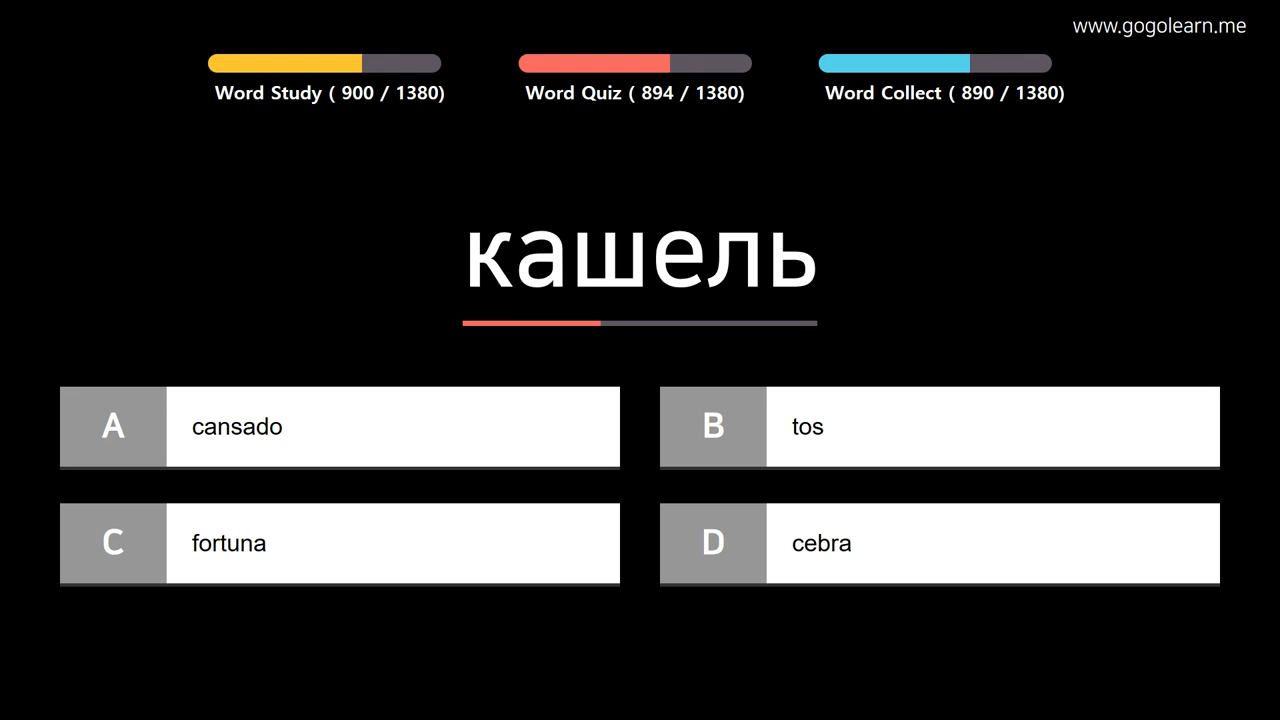 www.gogolearn.me
Word Study ( 900 / 1380)
Word Quiz ( 894 / 1380)
Word Collect ( 890 / 1380)
кашель
A cansado
B tos
C fortuna
D cebra